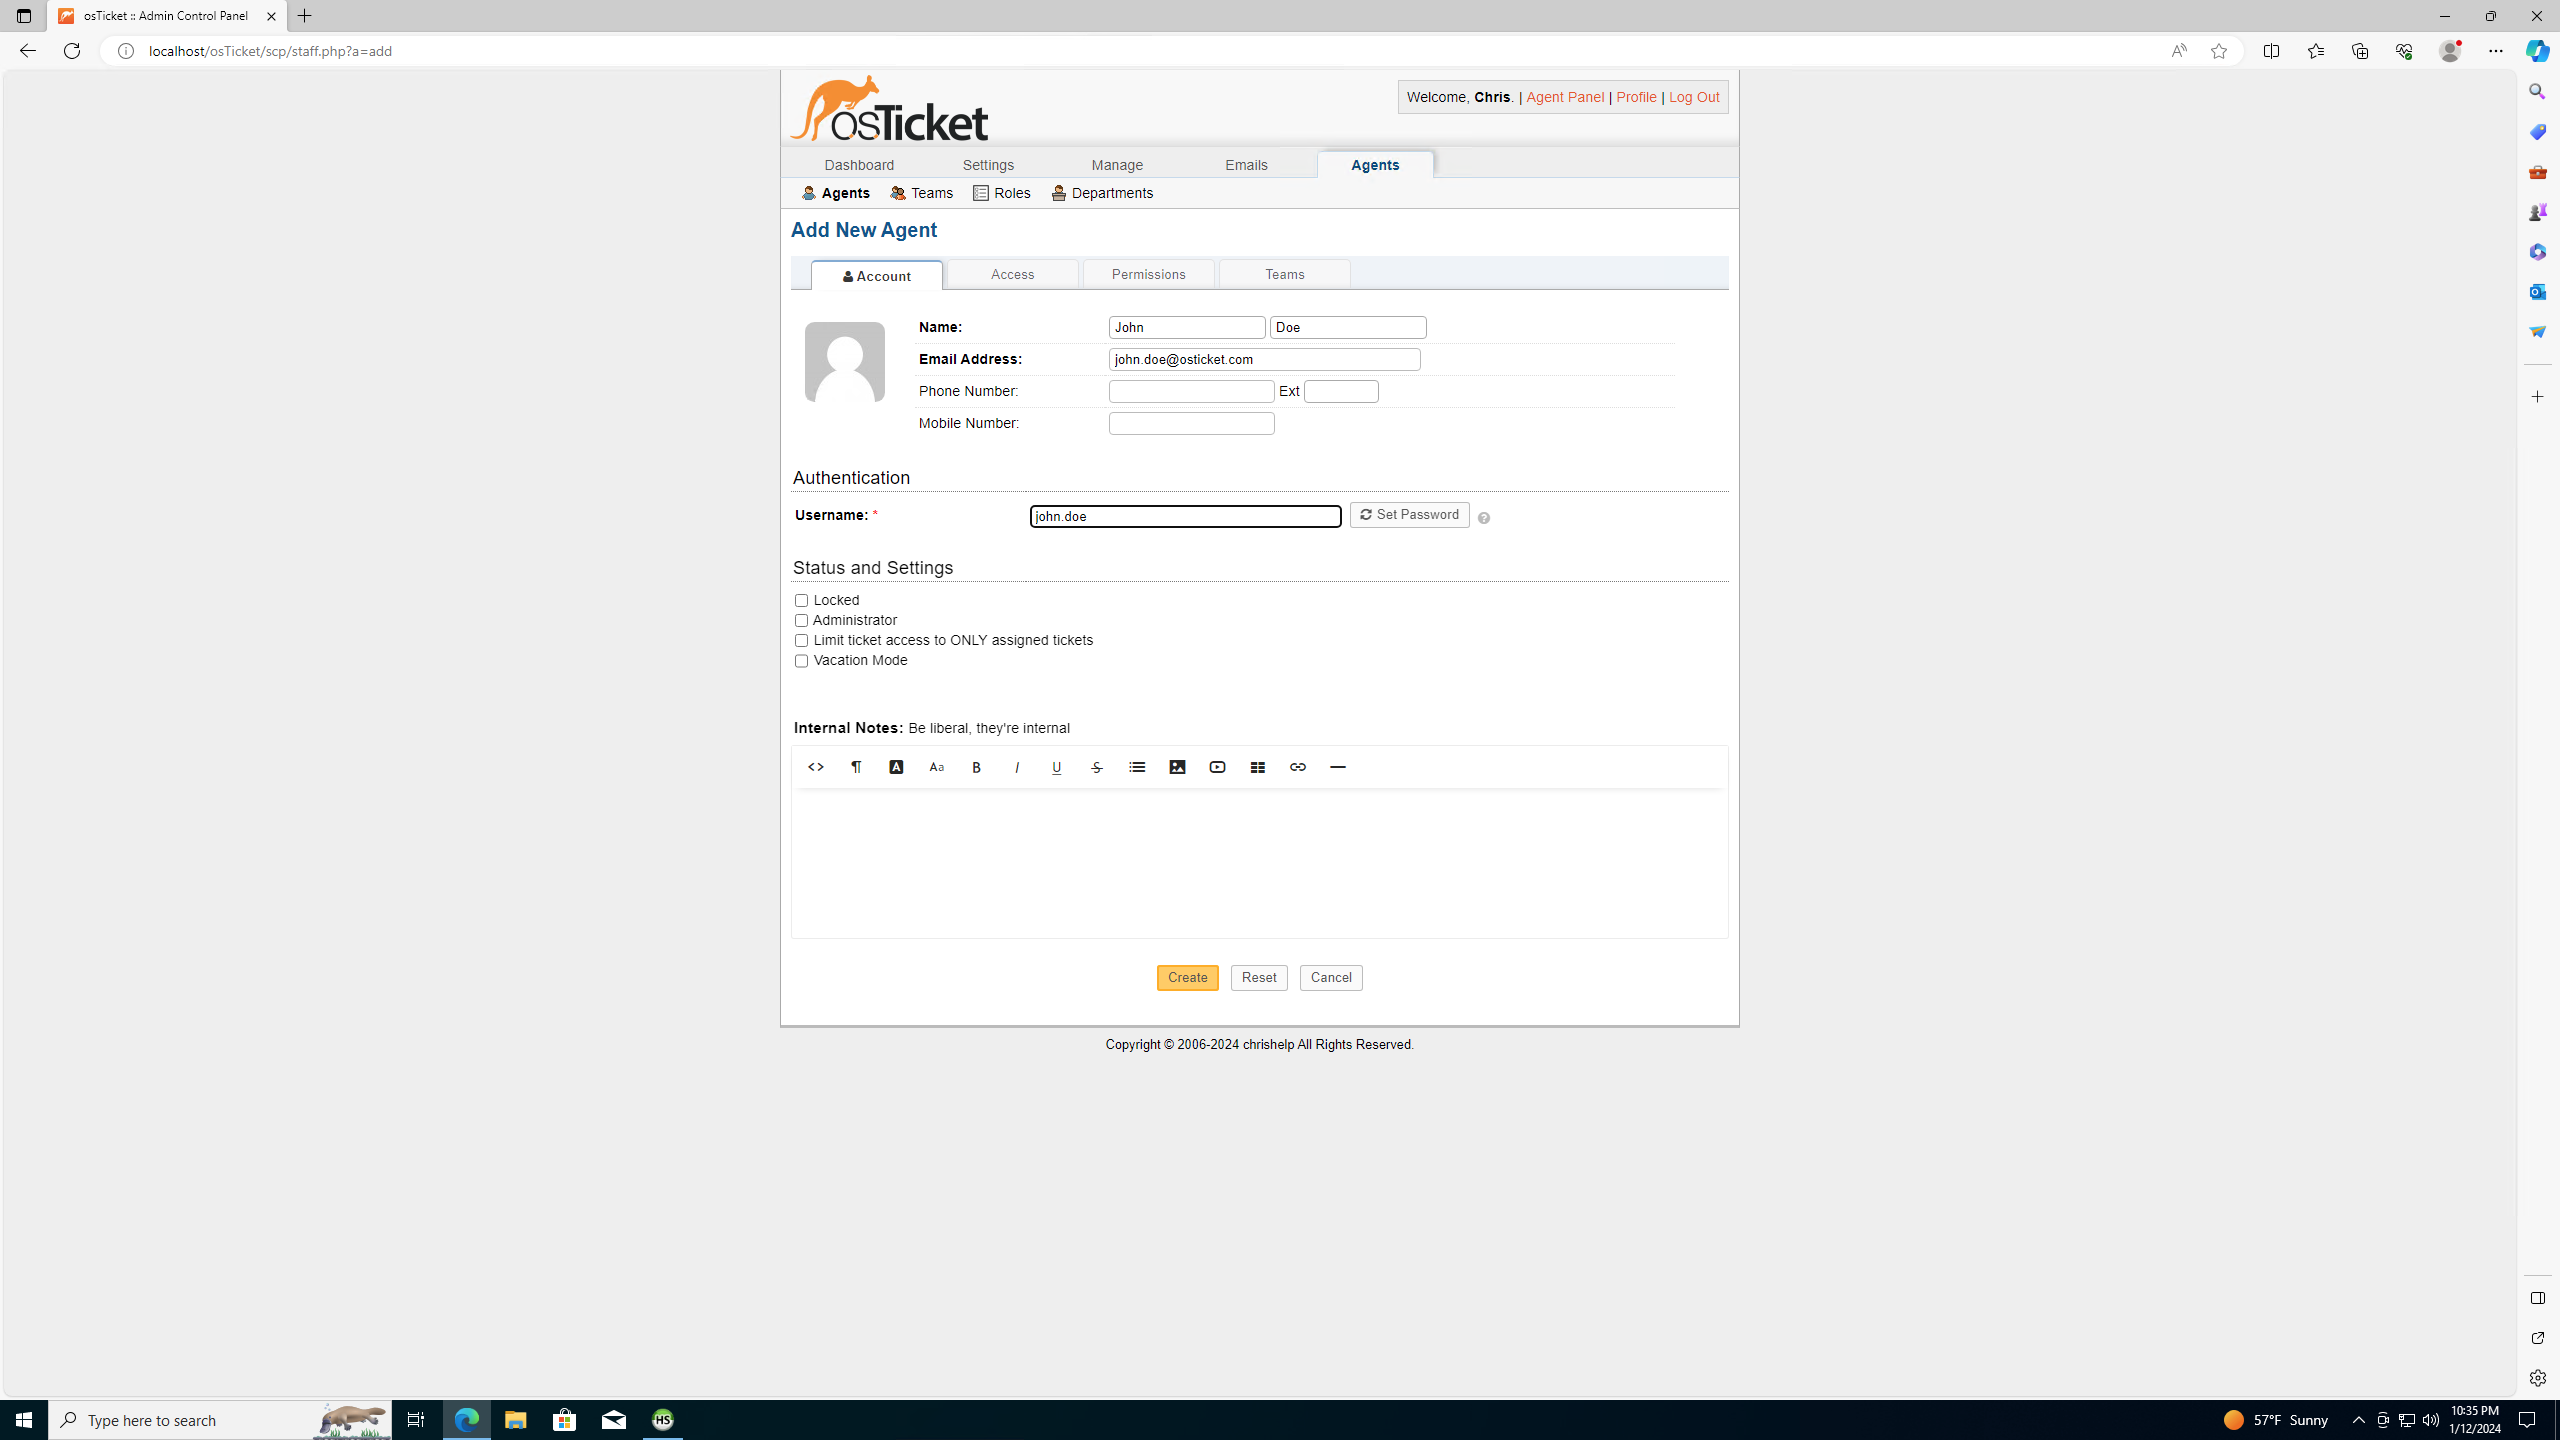 osTicket :: Admin Control Panel
localhost/osTicket/scp/staff.php?a=add
osTicket
Welcome, Chris. | Agent Panel | Profile | Log Out
Dashboard Settings Manage Emails Agents
Agents Teams Roles Departments
Add New Agent
Account Access Permissions Teams
Name: John Doe
Email Address: john.doe@osticket.com
Phone Number: Ext
Mobile Number:
Authentication
Username: * john.doe Set Password
Status and Settings
Locked
Administrator
Limit ticket access to ONLY assigned tickets
Vacation Mode
Internal Notes: Be liberal, they're internal
Aa B I U S
Create Reset Cancel
Copyright © 2006-2024 chrishelp All Rights Reserved.
Type here to search HS 57°F Sunny 10:35 PM
1/12/2024